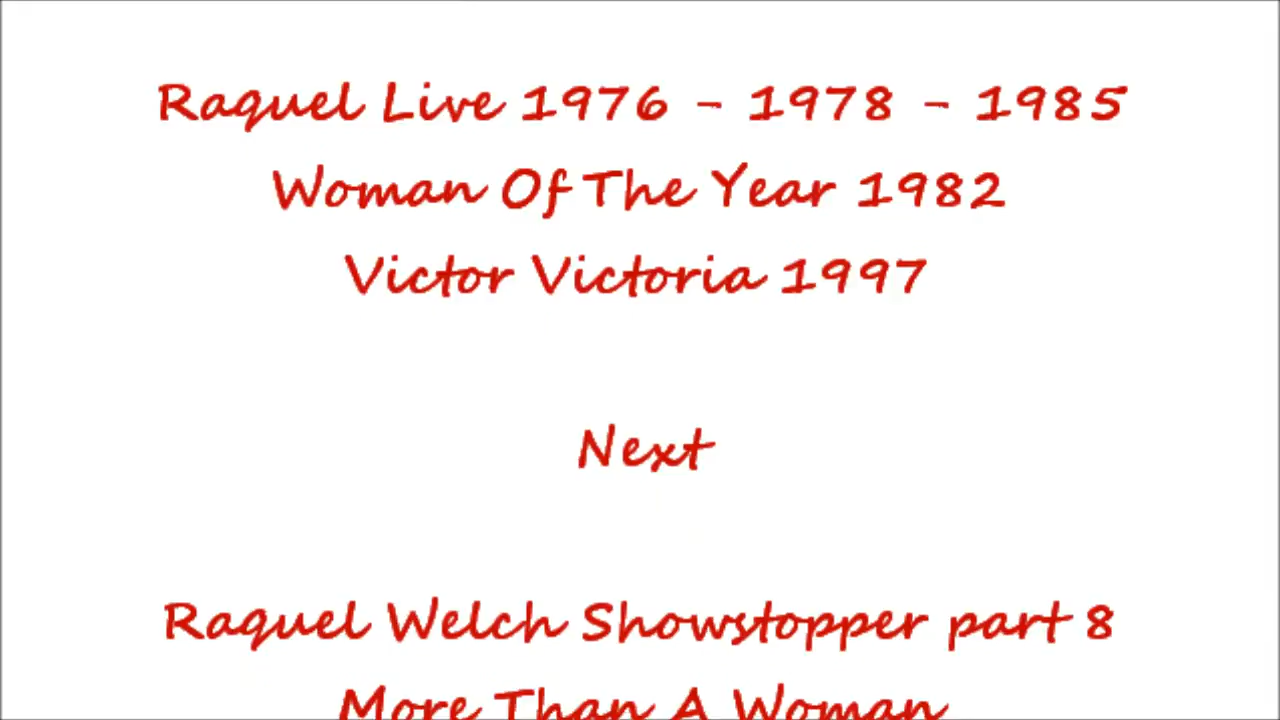 Raquel Live 1976 - 1978 - 1985
Woman Of The Year 1982
Victor Victoria 1997
Next
Raquel Welch Showstopper part 8
More Than A Woman